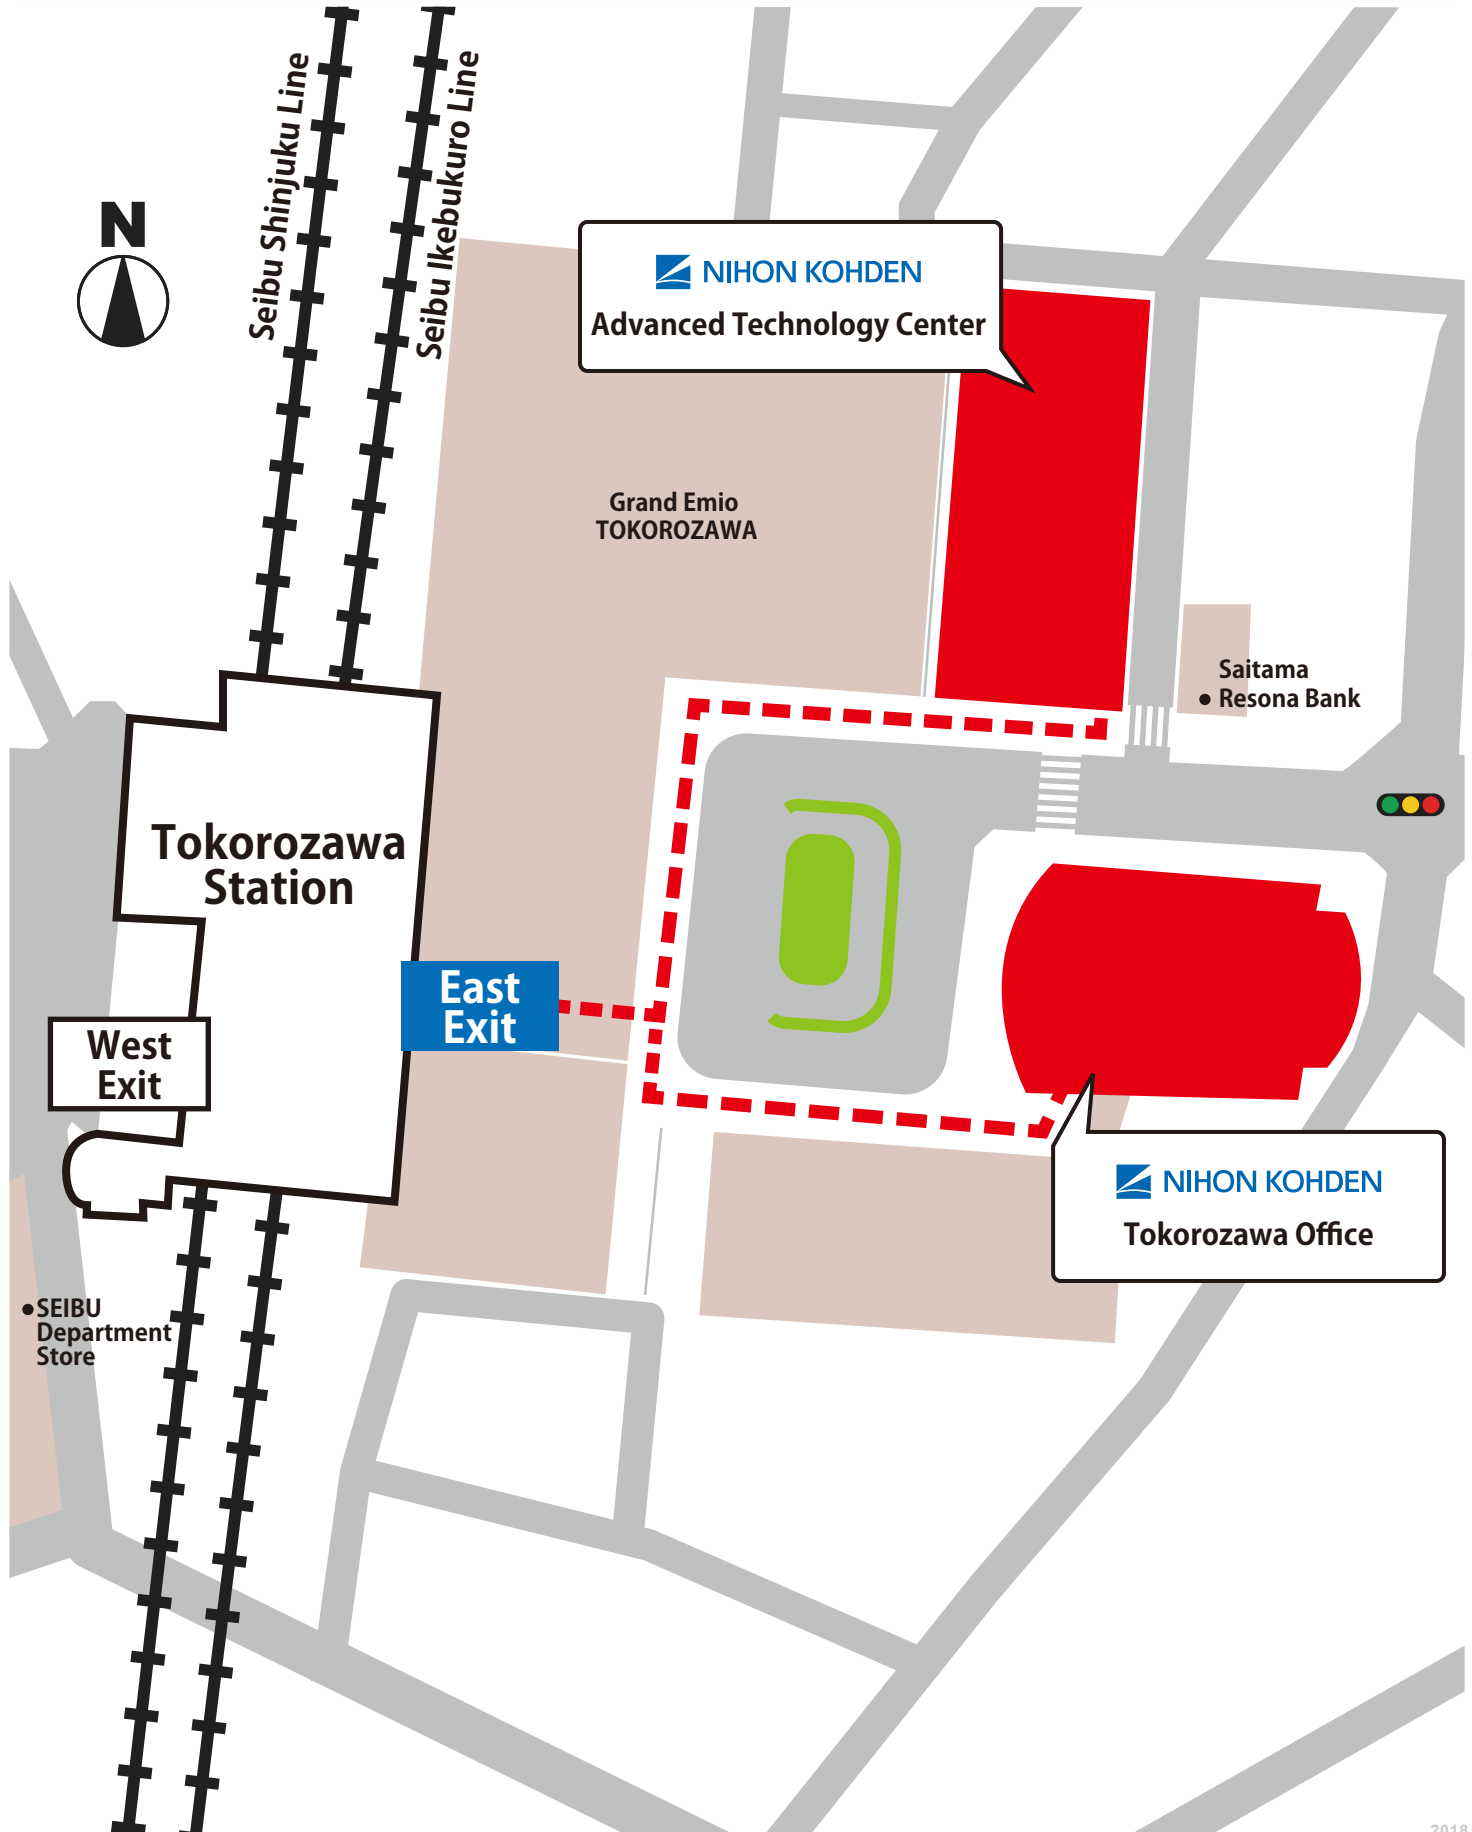 Seibu Shinjuku Line
Seibu Ikebukuro Line
N
NIHON KOHDEN
Advanced Technology Center
Grand Emio
TOKOROZAWA
Saitama
Resona Bank
Tokorozawa
Station
East
Exit
West
Exit
NIHON KOHDEN
Tokorozawa Office
SEIBU
Department
Store
2018